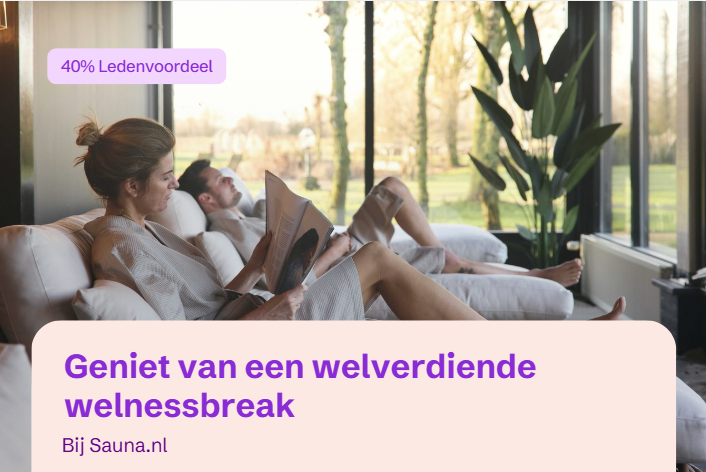 40% Ledenvoordeel
Geniet van een welverdiende
welnessbreak
Bij Sauna.nl